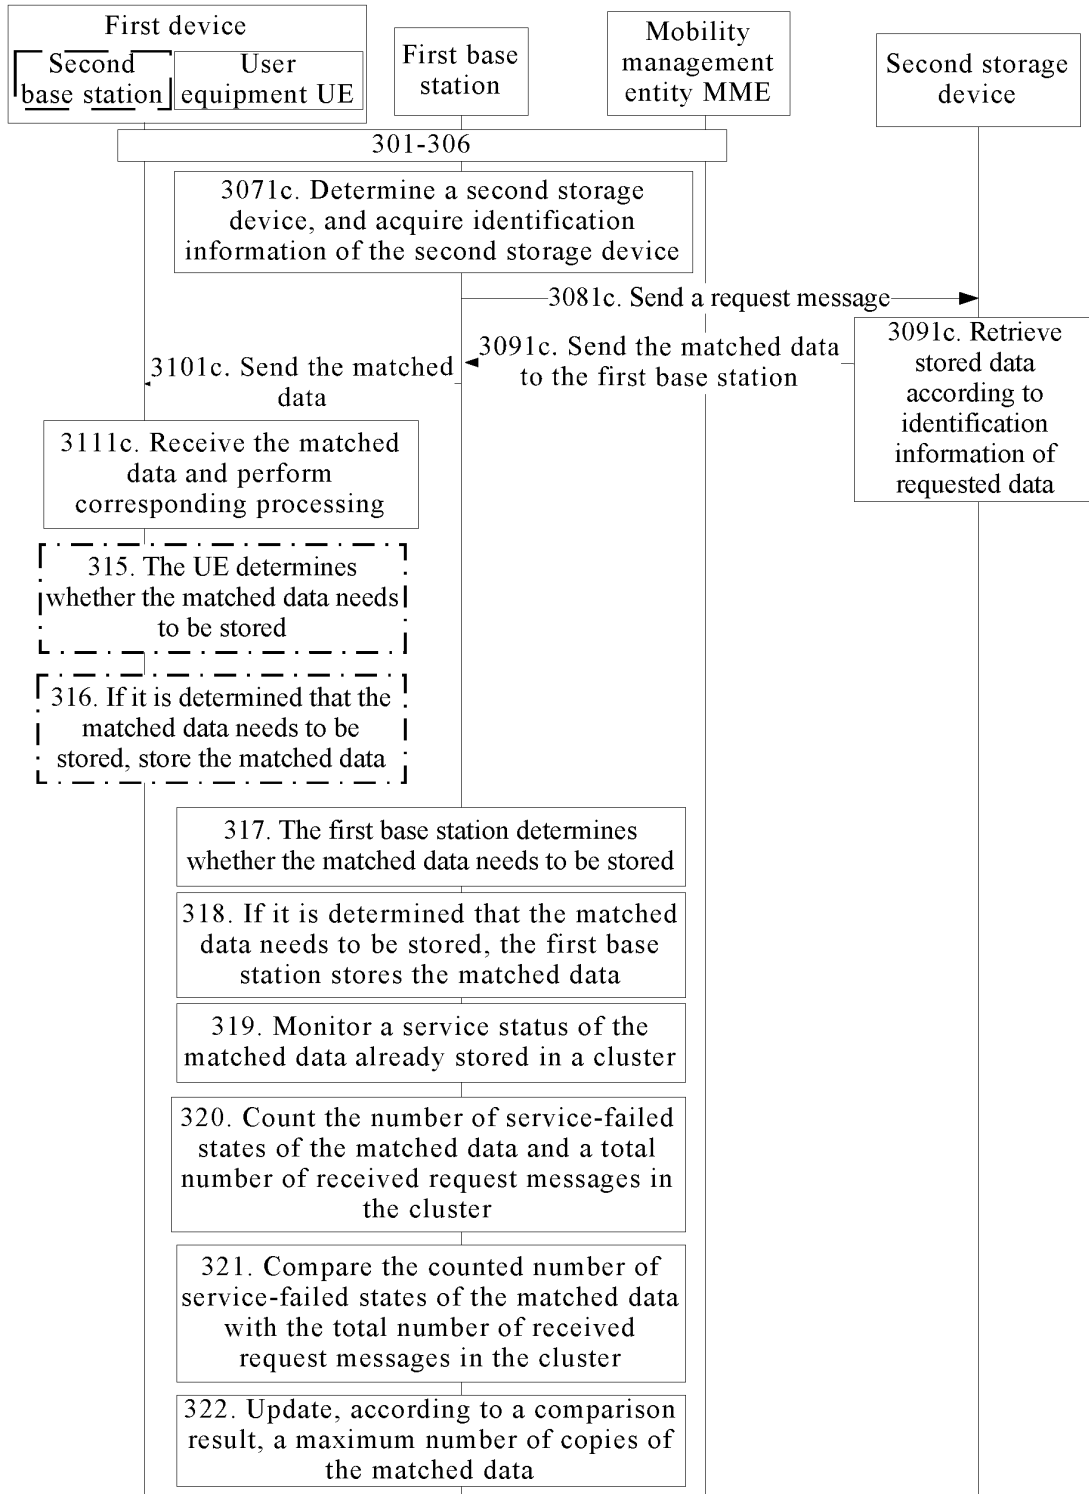 First device
Second
base station
User
equipment UE
First base
station
Mobility
management
entity MME
Second storage
device
301-306
3071c. Determine a second storage
device, and acquire identification
information of the second storage device
3081c. Send a request message
3091c. Send the matched data
to the first base station
3091c. Retrieve
stored data
according to
identification
information of
requested data
3101c. Send the matched
data
3111c. Receive the matched
data and perform
corresponding processing
315. The UE determines
whether the matched data needs
to be stored
316. If it is determined that the
matched data needs to be
stored, store the matched data
317. The first base station determines
whether the matched data needs to be stored
318. If it is determined that the matched
data needs to be stored, the first base
station stores the matched data
319. Monitor a service status of the
matched data already stored in a cluster
320. Count the number of service-failed
states of the matched data and a total
number of received request messages in
the cluster
321. Compare the counted number of
service-failed states of the matched data
with the total number of received
request messages in the cluster
322. Update, according to a comparison
result, a maximum number of copies of
the matched data